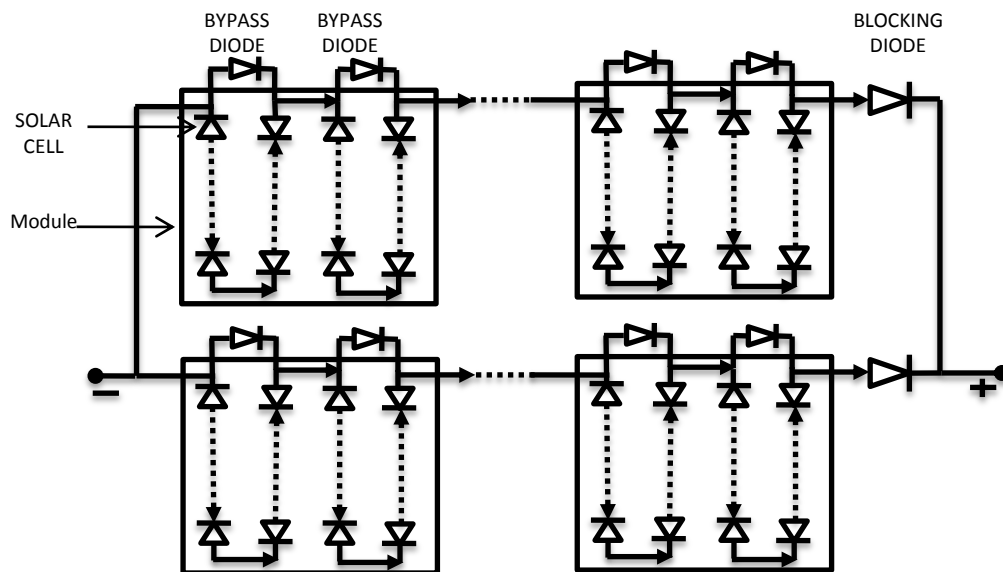 BYPASS
DIODE
BYPASS
DIODE
BLOCKING
DIODE
SOLAR
CELL
Module